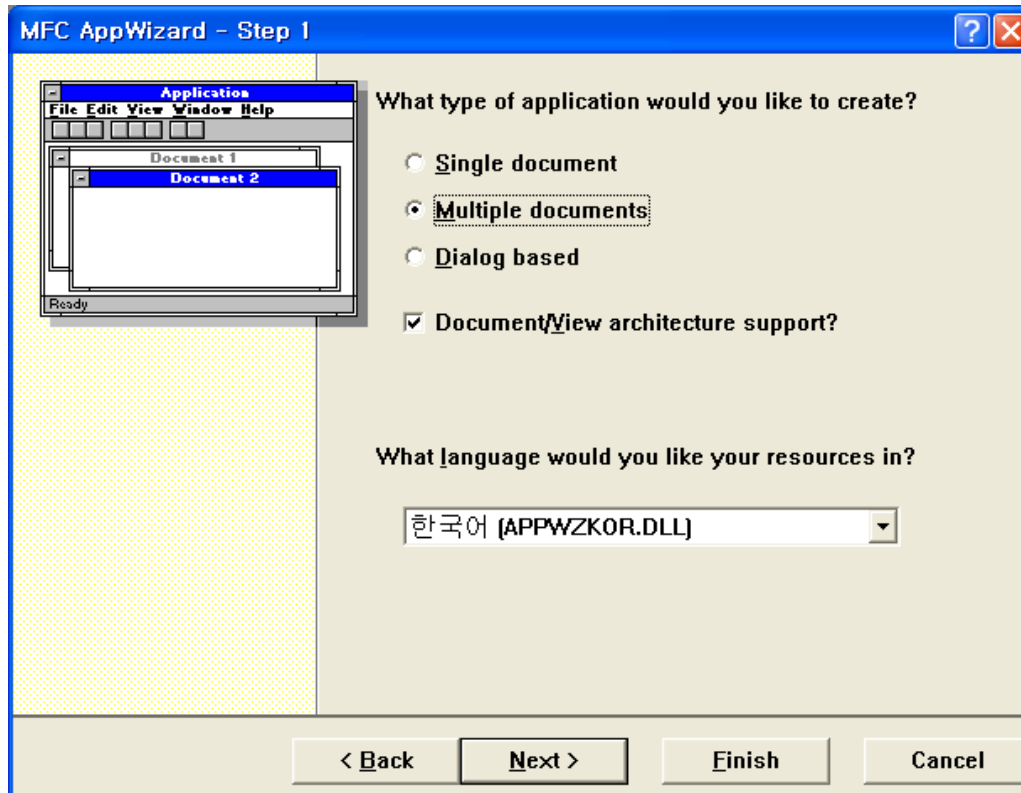 MFC AppWizard - Step 1
Application
File Edit View Window Help
Document 1
Document 2
Ready
What type of application would you like to create?
Single document
Multiple documents
Dialog based
Document/View architecture support?
What language would you like your resources in?
한국어 (APPWZKOR.DLL)
< Back Next > Finish Cancel